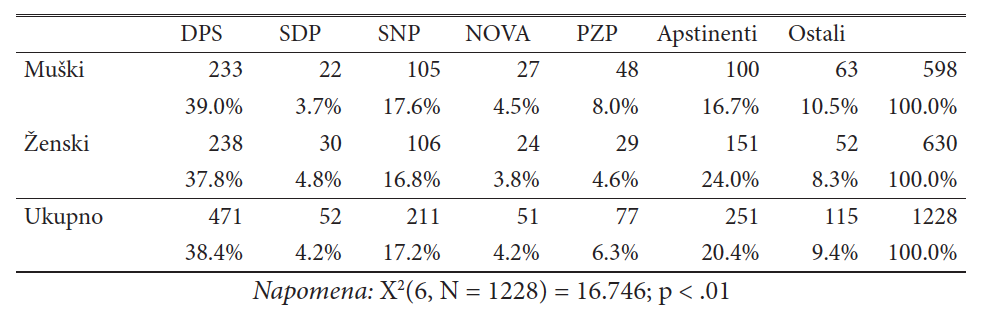 DPS SDP SNP NOVA PZP Apstinenti Ostali
Muški 233 22 105 27 48 100 63 598
39.0% 3.7% 17.6% 4.5% 8.0% 16.7% 10.5% 100.0%
Ženski 238 30 106 24 29 151 52 630
37.8% 4.8% 16.8% 3.8% 4.6% 24.0% 8.3% 100.0%
Ukupno 471 52 211 51 77 251 115 1228
38.4% 4.2% 17.2% 4.2% 6.3% 20.4% 9.4% 100.0%
Napomena: X²(6, N = 1228) = 16.746; p < .01